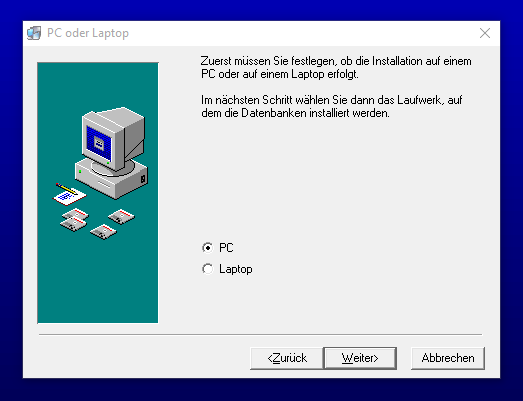 PC oder Laptop
Zuerst müssen Sie festlegen, ob die Installation auf einem
PC oder auf einem Laptop erfolgt.
Im nächsten Schritt wählen Sie dann das Laufwerk, auf
dem die Datenbanken installiert werden.
PC
Laptop
<Zurück
Weiter>
Abbrechen